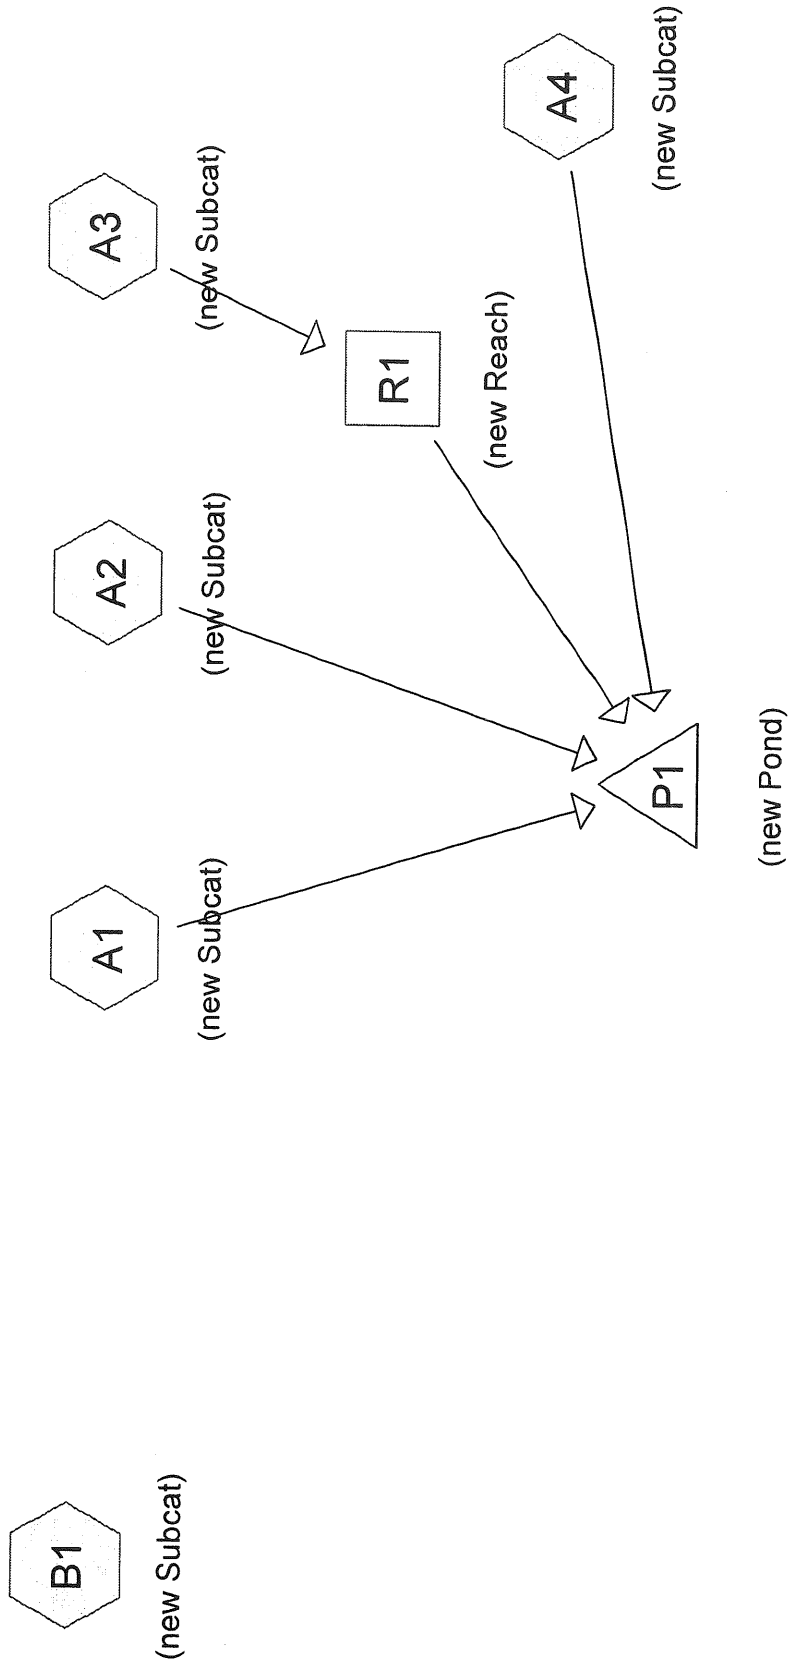 B1
(new Subcat)
A1
(new Subcat)
A2
(new Subcat)
A3
(new Subcat)
R1
(new Reach)
A4
(new Subcat)
P1
(new Pond)